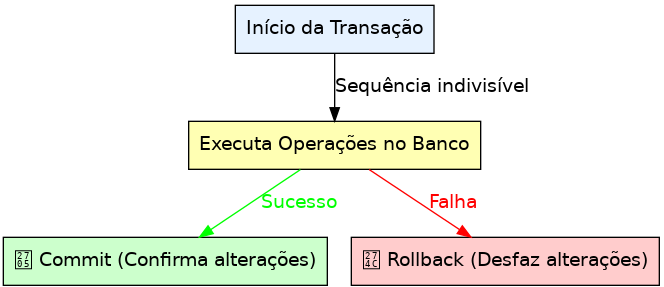 Início da Transação
Sequência indivisível
Executa Operações no Banco
Sucesso
Falha
✅ Commit (Confirma alterações)
❌ Rollback (Desfaz alterações)